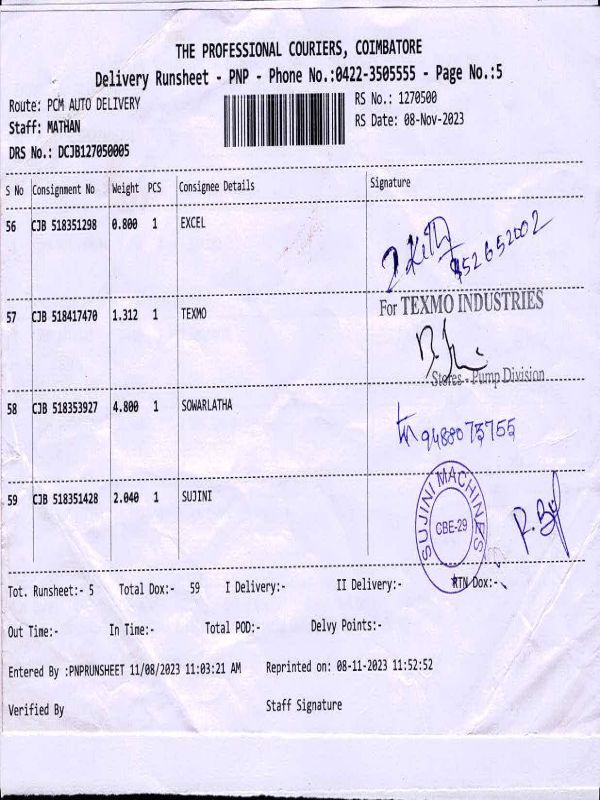 THE PROFESSIONAL COURIERS, COIMBATORE
Delivery Runsheet - PNP - Phone No.:0422-3505555 - Page No.:5
Route: PCM AUTO DELIVERY
RS No.: 1270500
Staff: MATHAN
RS Date: 08-Nov-2023
DRS No.: DCJB127050005
S No Consignment No Weight PCS Consignee Details Signature
56 CJB 518351298 0.800 1 EXCEL
952652002
For TEXMO INDUSTRIES
57 CJB 518417470 1.312 1 TEXMO
Stores - Pump Division
58 CJB 518353927 4.800 1 SOWARLATHA
9488073755
59 CJB 518351428 2.040 1 SUJINI
SUJINI MACHINES
CBE-29
Tot. Runsheet:- 5 Total Dox:- 59 I Delivery:- II Delivery:- RTN Dox:-
Out Time:- In Time:- Total POD:- Delvy Points:-
Entered By :PNPRUNSHEET 11/08/2023 11:03:21 AM Reprinted on: 08-11-2023 11:52:52
Verified By Staff Signature